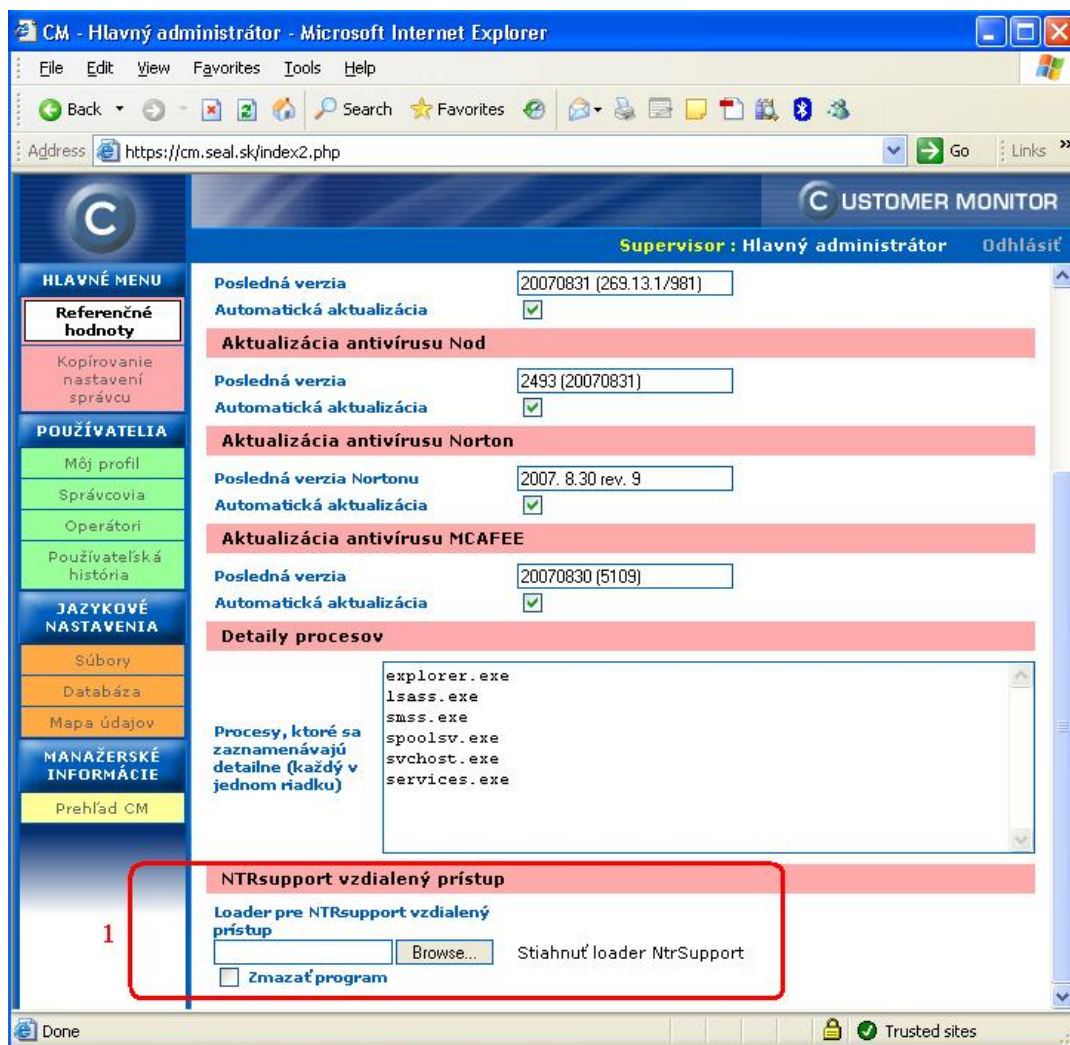 CM - Hlavný administrátor - Microsoft Internet Explorer
File Edit View Favorites Tools Help
Back Search Favorites
Address https://cm.seal.sk/index2.php Go Links »
C
C USTOMER MONITOR
Supervisor : Hlavný administrátor Odhlásiť
HLAVNÉ MENU
Referenčné
hodnoty
Kopírovanie
nastavení
správcu
POUŽÍVATELIA
Môj profil
Správcovia
Operátori
Používateľská
história
JAZYKOVÉ
NASTAVENIA
Súbory
Databáza
Mapa údajov
MANAŽERSKÉ
INFORMÁCIE
Prehľad CM
Posledná verzia 20070831 (269.13.1/981)
Automatická aktualizácia
Aktualizácia antivírusu Nod
Posledná verzia 2493 (20070831)
Automatická aktualizácia
Aktualizácia antivírusu Norton
Posledná verzia Nortonu 2007. 8.30 rev. 9
Automatická aktualizácia
Aktualizácia antivírusu MCAFEE
Posledná verzia 20070830 (5109)
Automatická aktualizácia
Detaily procesov
Procesy, ktoré sa
zaznamenávajú
detailne (každý v
jednom riadku)
explorer.exe
lsass.exe
smss.exe
spoolsv.exe
svchost.exe
services.exe
1
NTRsupport vzdialený prístup
Loader pre NTRsupport vzdialený
prístup
Browse... Stiahnuť loader NtrSupport
Zmazať program
Done Trusted sites